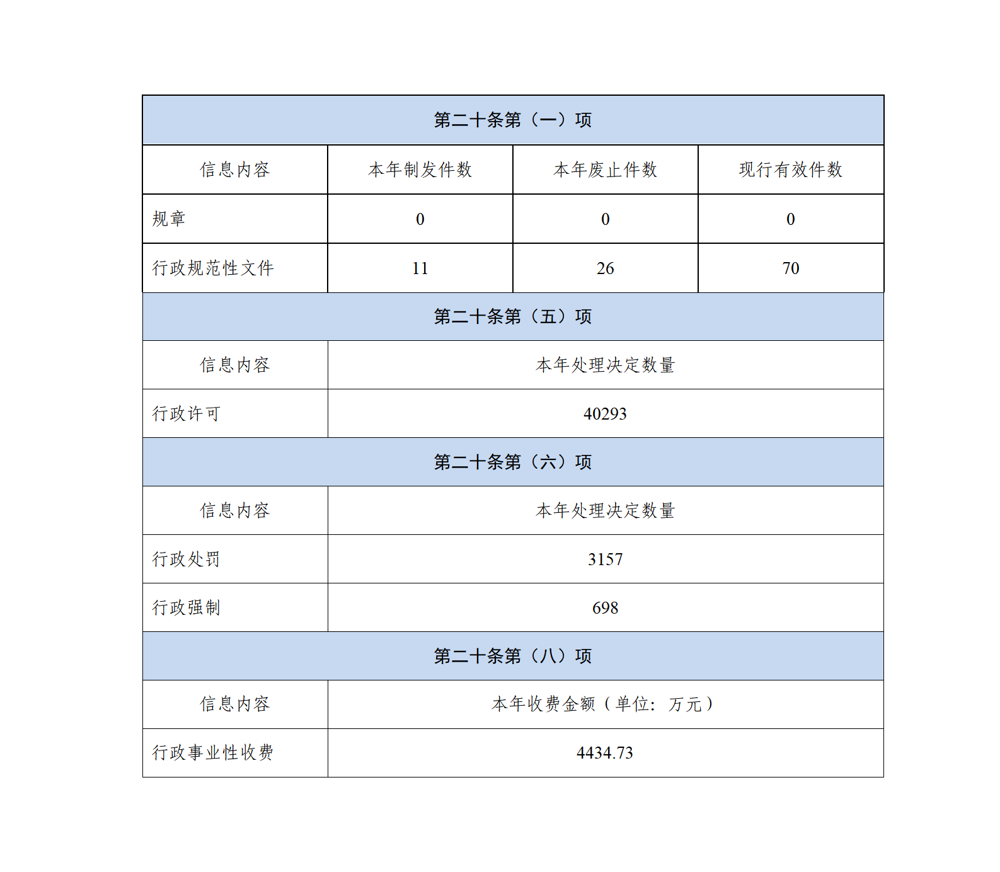 第二十条第（一）项
信息内容 本年制发件数 本年废止件数 现行有效件数
规章 0 0 0
行政规范性文件 11 26 70
第二十条第（五）项
信息内容 本年处理决定数量
行政许可 40293
第二十条第（六）项
信息内容 本年处理决定数量
行政处罚 3157
行政强制 698
第二十条第（八）项
信息内容 本年收费金额（单位：万元）
行政事业性收费 4434.73